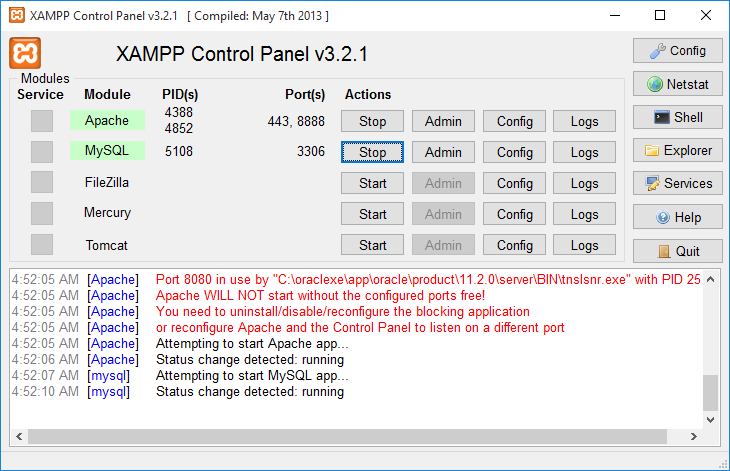 XAMPP Control Panel v3.2.1 [ Compiled: May 7th 2013 ]
XAMPP Control Panel v3.2.1
Config
Modules
Service Module PID(s) Port(s) Actions
Netstat
Apache 4388 4852 443, 8888 Stop Admin Config Logs
Shell
MySQL 5108 3306 Stop Admin Config Logs
Explorer
FileZilla Start Admin Config Logs
Services
Mercury Start Admin Config Logs
Help
Tomcat Start Admin Config Logs
Quit
4:52:05 AM [Apache] Port 8080 in use by "C:\oraclexe\app\oracle\product\11.2.0\server\BIN\tnslsnr.exe" with PID 25
4:52:05 AM [Apache] Apache WILL NOT start without the configured ports free!
4:52:05 AM [Apache] You need to uninstall/disable/reconfigure the blocking application
4:52:05 AM [Apache] or reconfigure Apache and the Control Panel to listen on a different port
4:52:05 AM [Apache] Attempting to start Apache app...
4:52:06 AM [Apache] Status change detected: running
4:52:07 AM [mysql] Attempting to start MySQL app...
4:52:10 AM [mysql] Status change detected: running